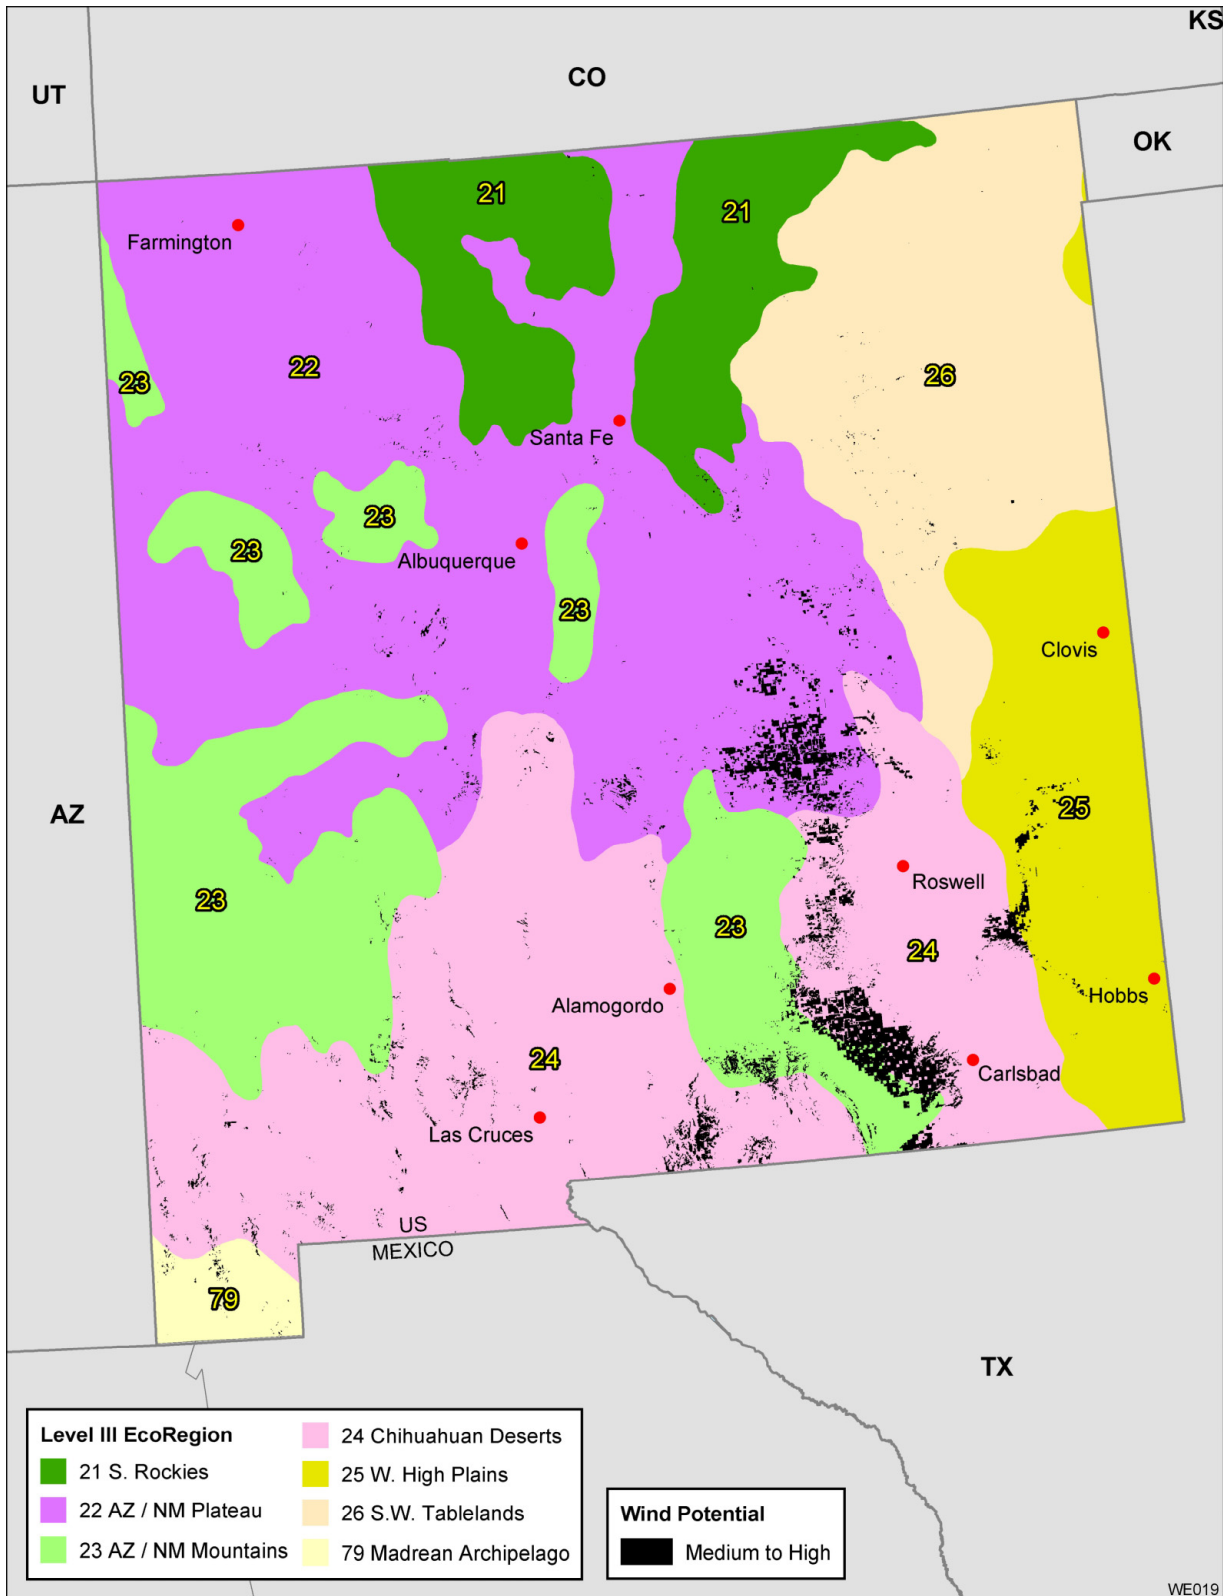 KS
CO
UT
OK
21
21
Farmington
22
26
23
Santa Fe
23
23
Albuquerque
23
Clovis
AZ
25
Roswell
23
23
24
Hobbs
Alamogordo
24
Carlsbad
Las Cruces
US
MEXICO
79
TX
Level III EcoRegion
21 S. Rockies
22 AZ / NM Plateau
23 AZ / NM Mountains
24 Chihuahuan Deserts
25 W. High Plains
26 S.W. Tablelands
79 Madrean Archipelago
Wind Potential
Medium to High
WE019